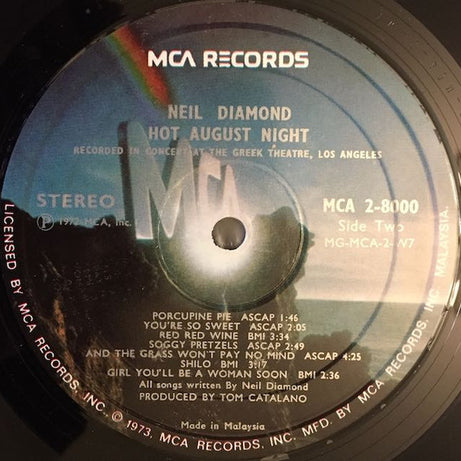 MCA RECORDS
NEIL DIAMOND
HOT AUGUST NIGHT
RECORDED IN CONCERT AT THE GREEK THEATRE, LOS ANGELES
STEREO
Ⓟ 1972 MCA, Inc.
MCA
MCA 2-8000
Side Two
MG-MCA-2-W7
PORCUPINE PIE ASCAP 1:46
YOU'RE SO SWEET ASCAP 2:05
RED RED WINE BMI 3:34
SOGGY PRETZELS ASCAP 2:49
AND THE GRASS WON'T PAY NO MIND ASCAP 4:25
SHILO BMI 3:17
GIRL YOU'LL BE A WOMAN SOON BMI 2:36
All songs written By Neil Diamond
PRODUCED BY TOM CATALANO
Made in Malaysia
LICENSED BY MCA RECORDS, INC. © 1973, MCA RECORDS, INC. MFD. BY MCA RECORDS, INC. MALAYSIA.